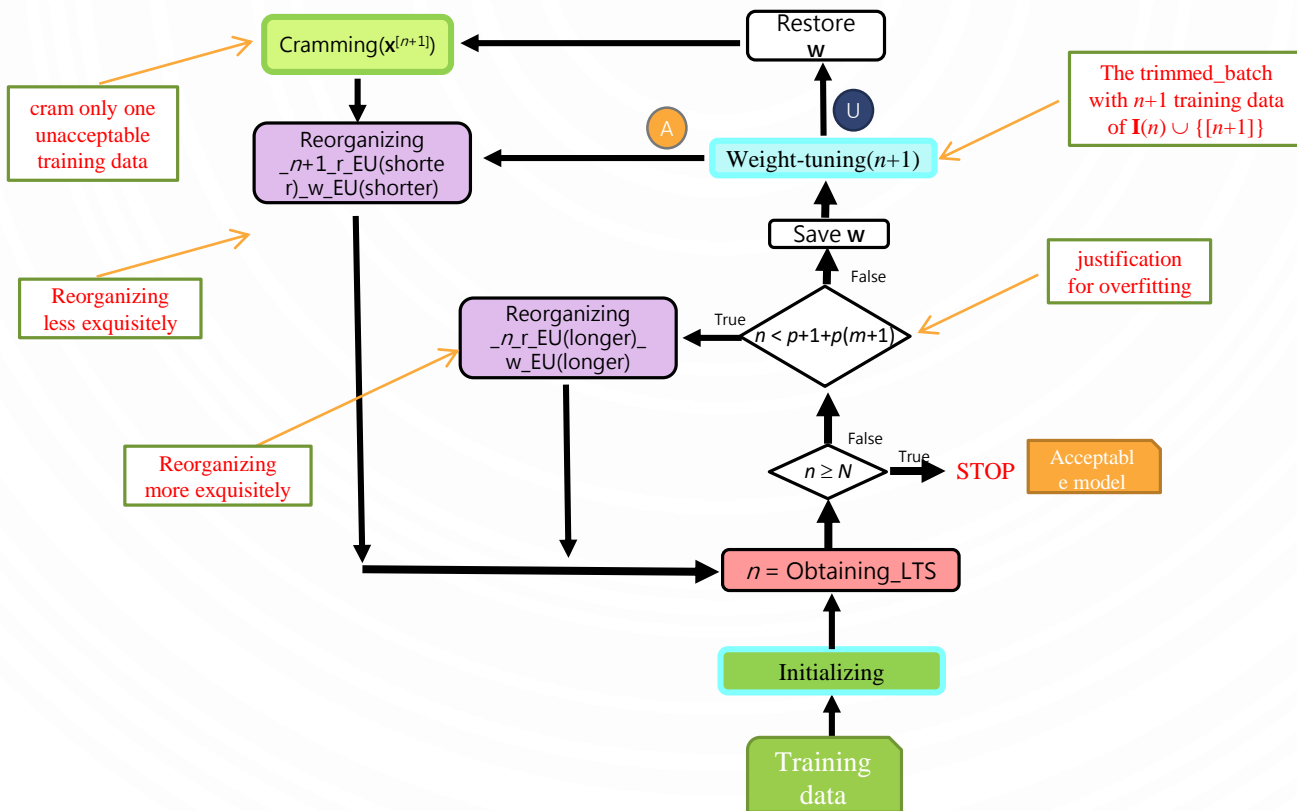 Restore
w
Cramming(x[n+1])
The trimmed_batch
with n+1 training data
of I(n) ∪ {[n+1]}
cram only one
unacceptable
training data
U
A
Reorganizing
_n+1_r_EU(shorte
r)_w_EU(shorter)
Weight-tuning(n+1)
Save w
False
justification
for overfitting
Reorganizing
less exquisitely
Reorganizing
_n_r_EU(longer)_
w_EU(longer)
True
n < p+1+p(m+1)
False
Reorganizing
more exquisitely
n ≥ N
True
STOP
Acceptabl
e model
n = Obtaining_LTS
Initializing
Training
data